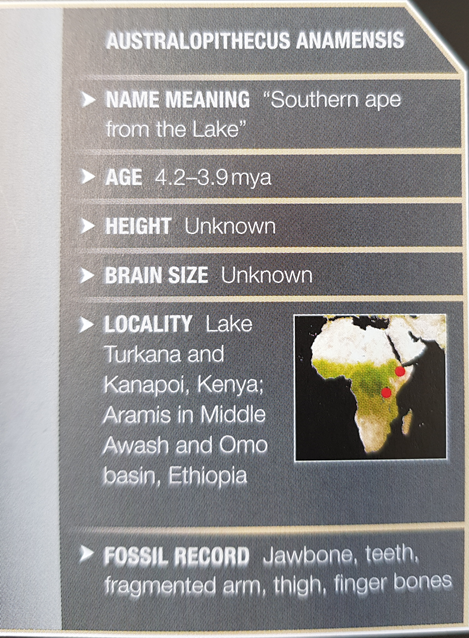 AUSTRALOPITHECUS ANAMENSIS
NAME MEANING "Southern ape
from the Lake"
AGE 4.2–3.9 mya
HEIGHT Unknown
BRAIN SIZE Unknown
LOCALITY Lake
Turkana and
Kanapoi, Kenya;
Aramis in Middle
Awash and Omo
basin, Ethiopia
FOSSIL RECORD Jawbone, teeth,
fragmented arm, thigh, finger bones